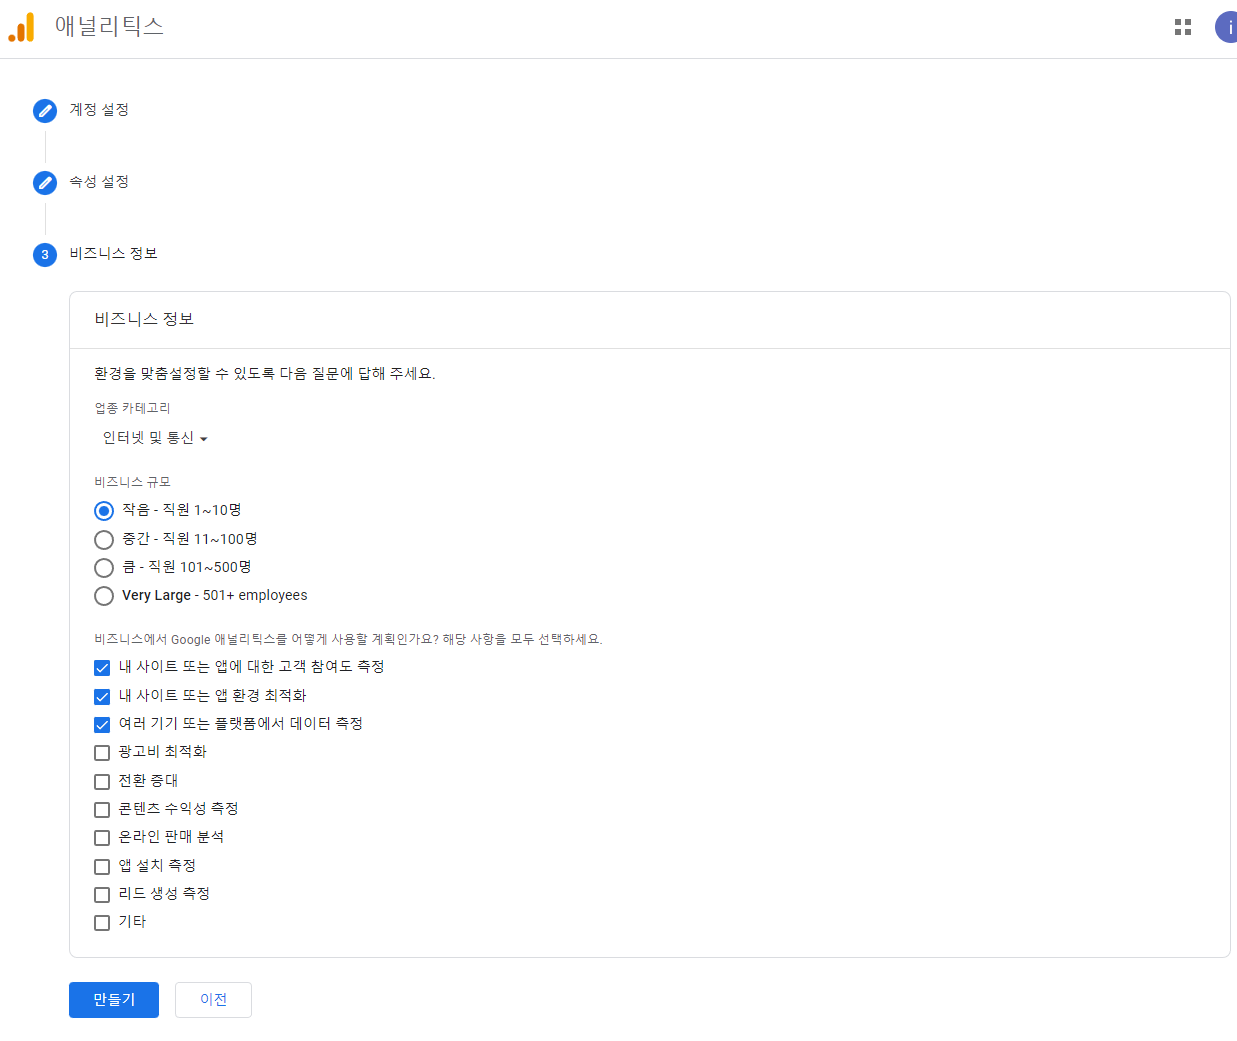 애널리틱스
i
계정 설정
속성 설정
3 비즈니스 정보
비즈니스 정보
환경을 맞춤설정할 수 있도록 다음 질문에 답해 주세요.
업종 카테고리
인터넷 및 통신
비즈니스 규모
작음 - 직원 1~10명
중간 - 직원 11~100명
큼 - 직원 101~500명
Very Large - 501+ employees
비즈니스에서 Google 애널리틱스를 어떻게 사용할 계획인가요? 해당 사항을 모두 선택하세요.
내 사이트 또는 앱에 대한 고객 참여도 측정
내 사이트 또는 앱 환경 최적화
여러 기기 또는 플랫폼에서 데이터 측정
광고비 최적화
전환 증대
콘텐츠 수익성 측정
온라인 판매 분석
앱 설치 측정
리드 생성 측정
기타
만들기 이전